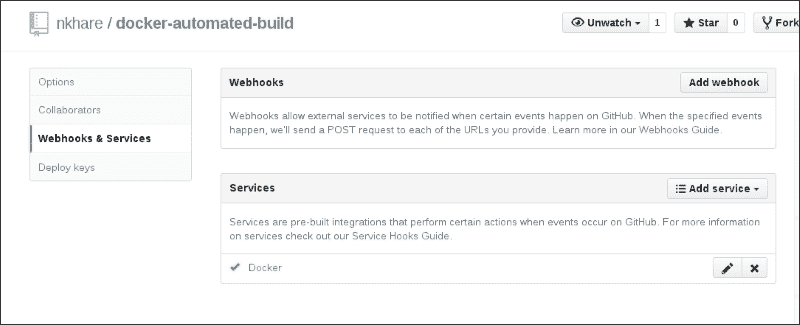 nkhare / docker-automated-build
Unwatch 1 Star 0 Fork
Options
Collaborators
Webhooks & Services
Deploy keys
Webhooks
Add webhook
Webhooks allow external services to be notified when certain events happen on GitHub. When the specified events
happen, we'll send a POST request to each of the URLs you provide. Learn more in our Webhooks Guide.
Services
Add service
Services are pre-built integrations that perform certain actions when events occur on GitHub. For more information
on services check out our Service Hooks Guide.
Docker